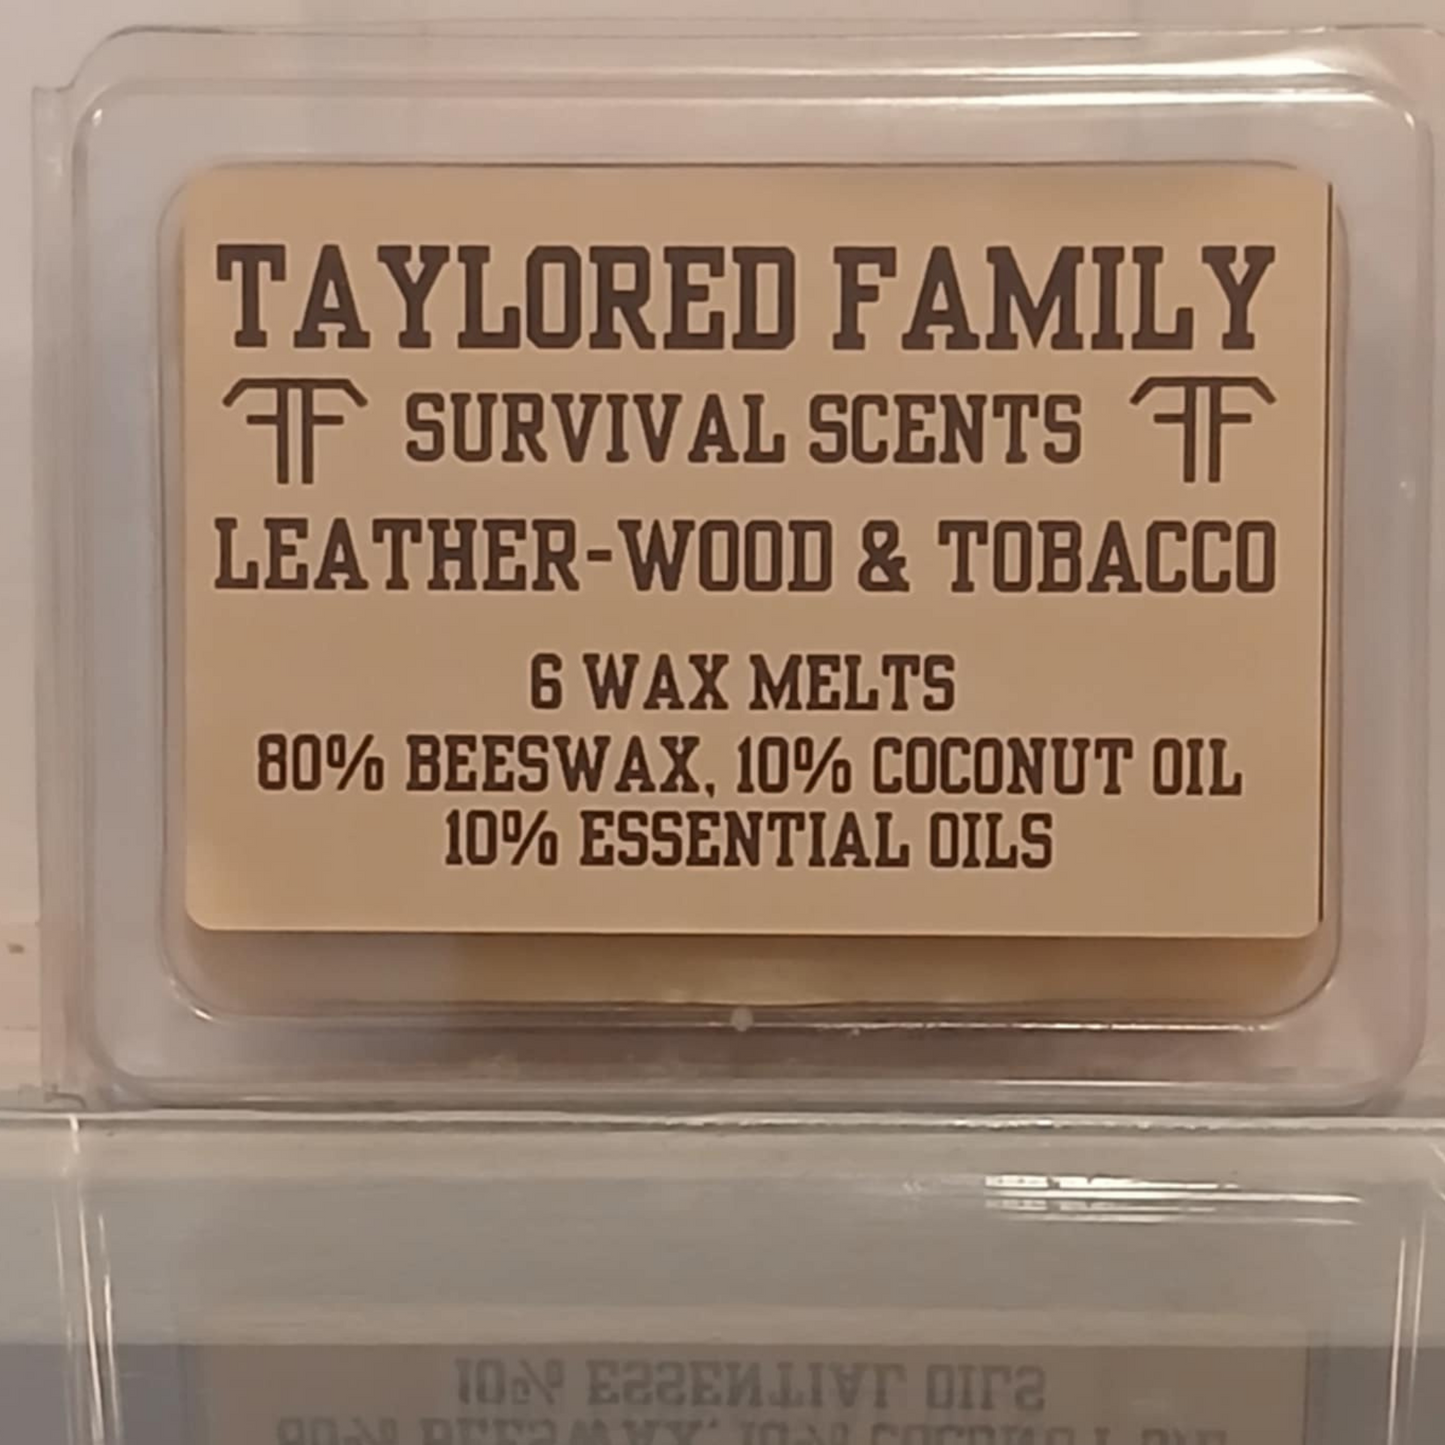 TAYLORED FAMILY
SURVIVAL SCENTS
LEATHER-WOOD & TOBACCO
6 WAX MELTS
80% BEESWAX, 10% COCONUT OIL
10% ESSENTIAL OILS